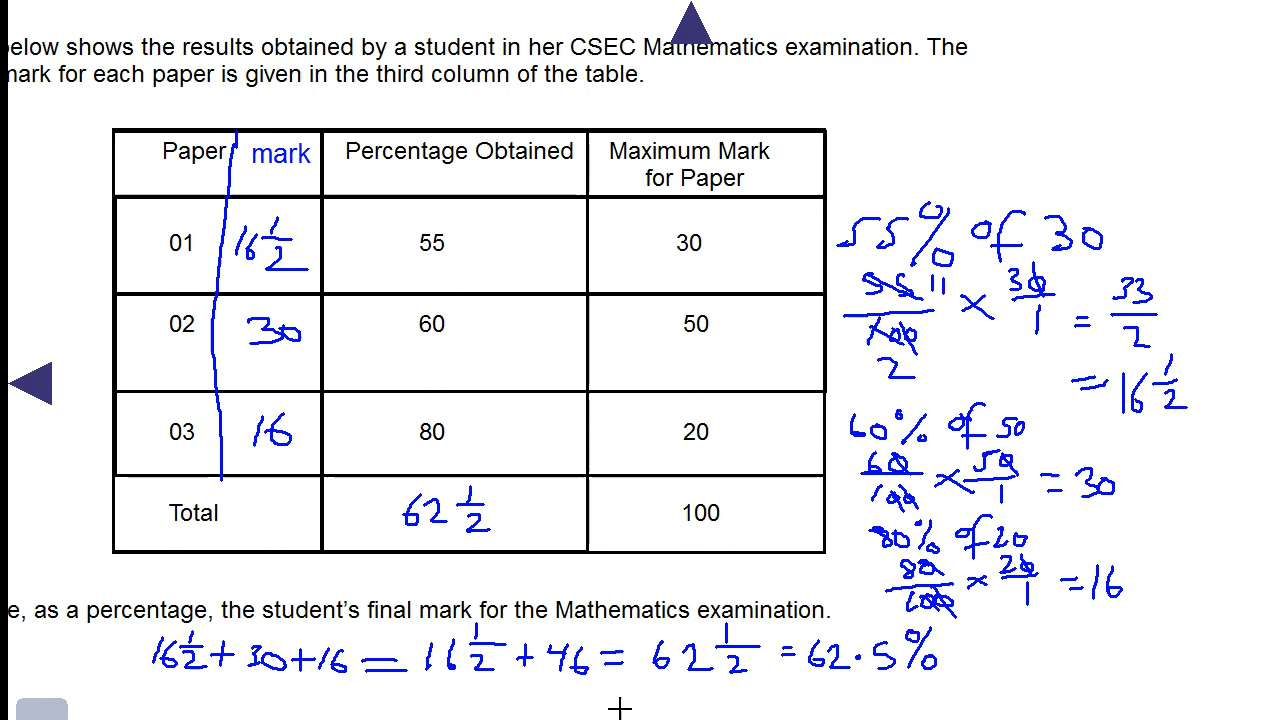 below shows the results obtained by a student in her CSEC Mathematics examination. The
mark for each paper is given in the third column of the table.
Paper mark Percentage Obtained Maximum Mark for Paper
01 16 1/2 55 30
02 30 60 50
03 16 80 20
Total 62 1/2 100
55% of 30
55 11 / 100 2 × 30 / 1 = 33 / 2
= 16 1/2
60% of 50
60 / 100 × 50 / 1 = 30
80% of 20
80 / 100 × 20 / 1 = 16
e, as a percentage, the student's final mark for the Mathematics examination.
16 1/2 + 30 + 16 = 16 1/2 + 46 = 62 1/2 = 62.5%